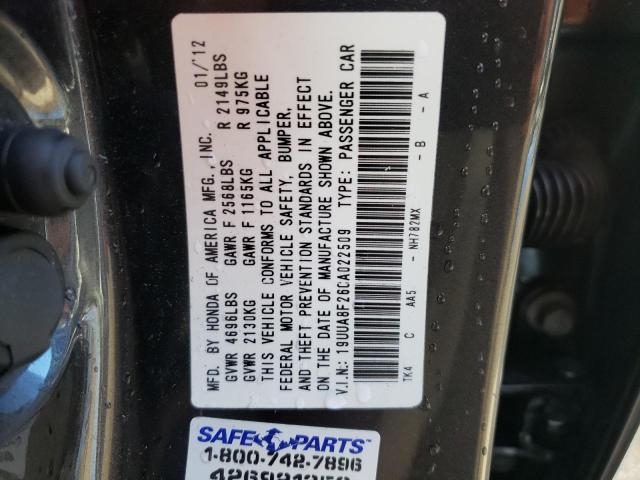 MFD. BY HONDA OF AMERICA MFG., INC. 01/'12
GVWR 4696LBS GAWR F 2568LBS R 2149LBS
GVWR 2130KG GAWR F 1165KG R 975KG
THIS VEHICLE CONFORMS TO ALL APPLICABLE
FEDERAL MOTOR VEHICLE SAFETY, BUMPER,
AND THEFT PREVENTION STANDARDS IN EFFECT
ON THE DATE OF MANUFACTURE SHOWN ABOVE.
V.I.N.: 19UUA8F26CA022509 TYPE: PASSENGER CAR
TK4 C AA5 - NH782MX - B - A
SAFE PARTS
1-800-742-7896